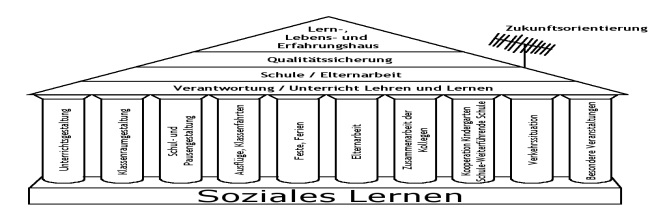 Zukunftsorientierung
Lern-,
Lebens- und
Erfahrungshaus
Qualitätssicherung
Schule / Elternarbeit
Verantwortung / Unterricht Lehren und Lernen
Unterrichtsgestaltung
Klassenraumgestaltung
Schul- und
Pausengestaltung
Ausflüge, Klassenfahrten
Feste, Ferien
Elternarbeit
Zusammenarbeit der
Kollegen
Kooperation Kindergarten
Schule-Weiterführende Schule
Verkehrssituation
Besondere Veranstaltungen
Soziales Lernen